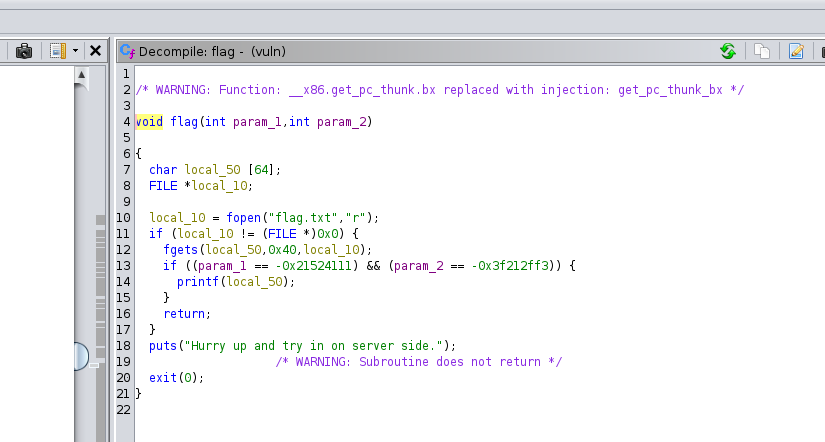 Decompile: flag - (vuln)
1
2 /* WARNING: Function: __x86.get_pc_thunk.bx replaced with injection: get_pc_thunk_bx */
3
4 void flag(int param_1,int param_2)
5
6 {
7 char local_50 [64];
8 FILE *local_10;
9
10 local_10 = fopen("flag.txt","r");
11 if (local_10 != (FILE *)0x0) {
12 fgets(local_50,0x40,local_10);
13 if ((param_1 == -0x21524111) && (param_2 == -0x3f212ff3)) {
14 printf(local_50);
15 }
16 return;
17 }
18 puts("Hurry up and try in on server side.");
19 /* WARNING: Subroutine does not return */
20 exit(0);
21 }
22